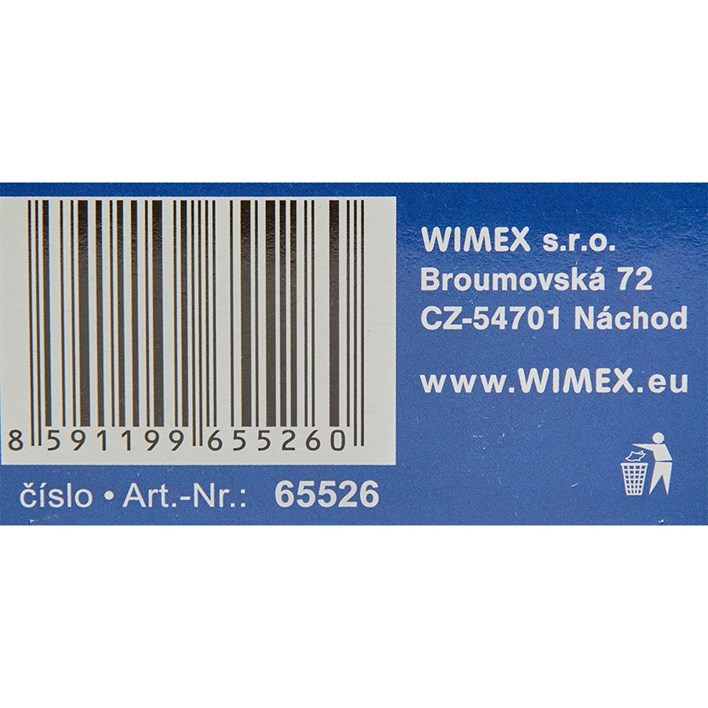 8 591199 655260
číslo • Art.-Nr.: 65526
WIMEX s.r.o.
Broumovská 72
CZ-54701 Náchod
www.WIMEX.eu